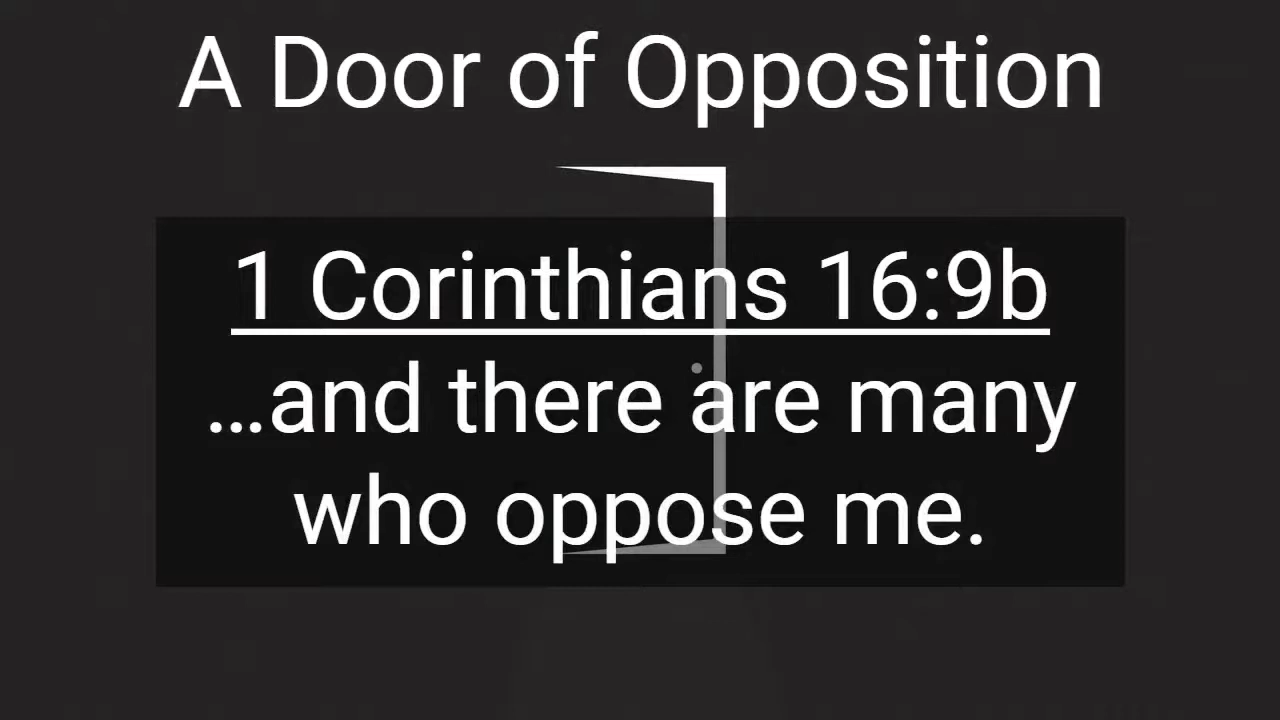 A Door of Opposition
1 Corinthians 16:9b
...and there are many
who oppose me.